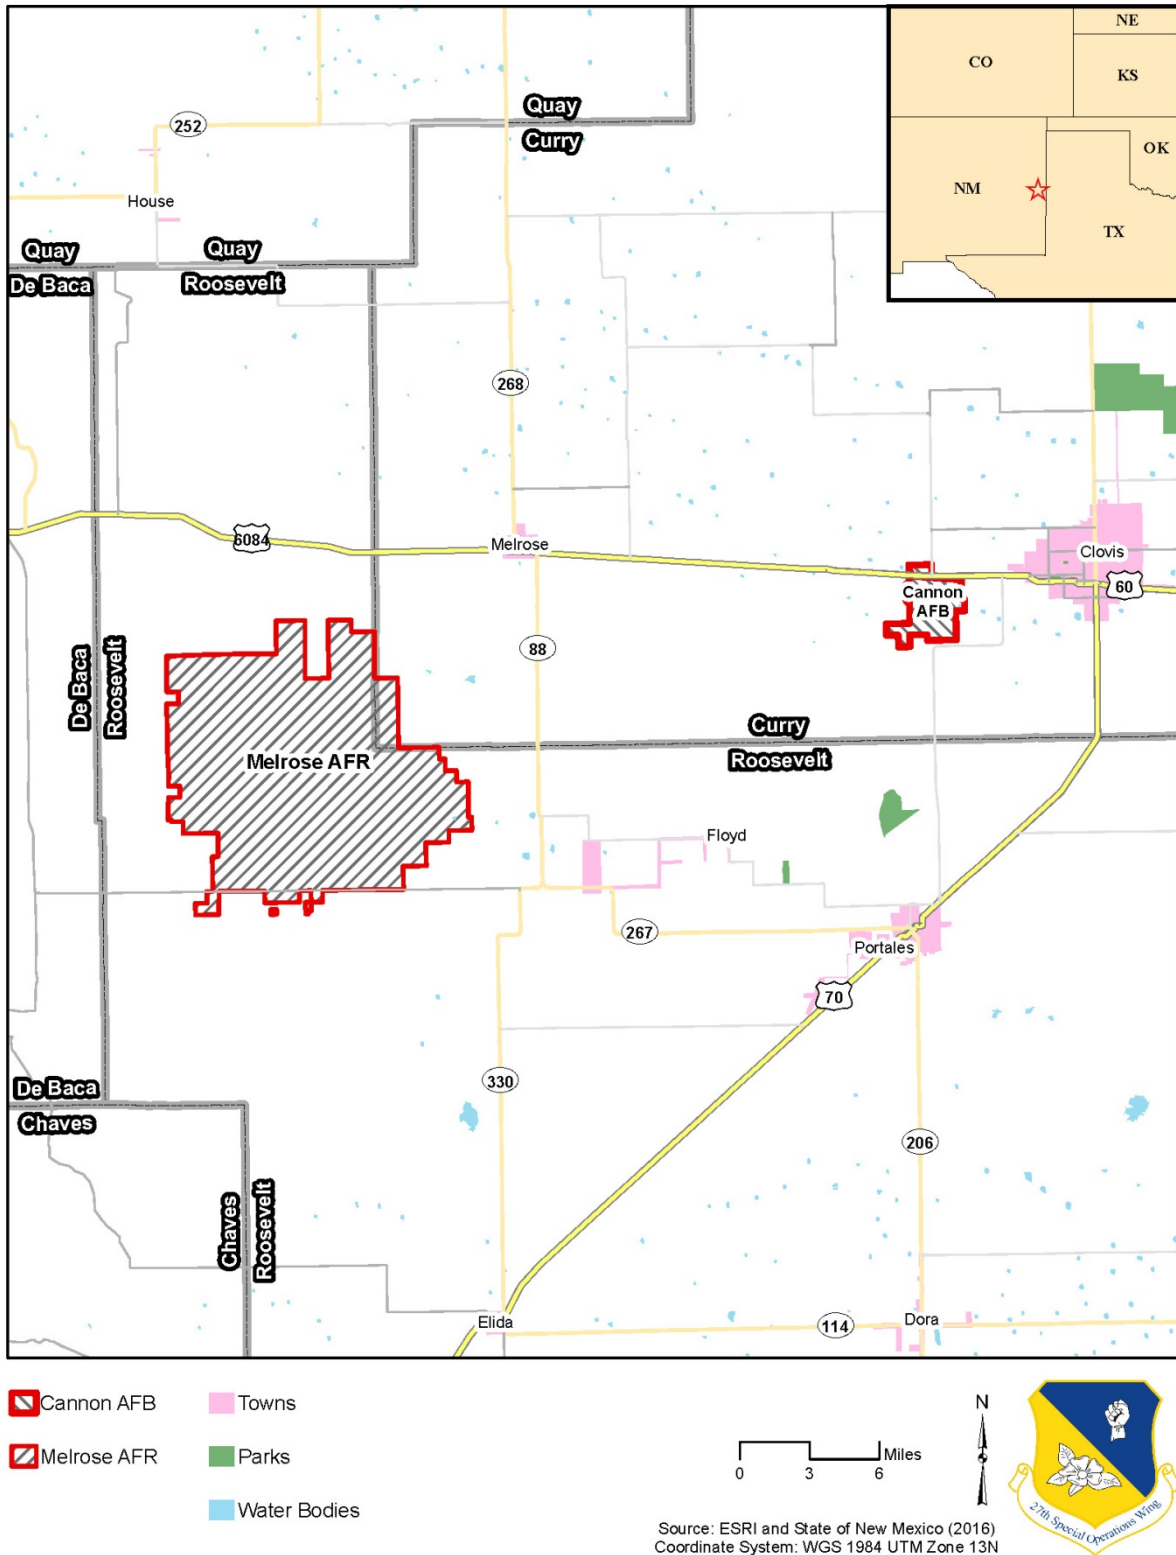 NE
CO
KS
OK
NM
TX
Quay
Curry
252
House
Quay
De Baca
Quay
Roosevelt
268
6084
Melrose
Clovis
60
Cannon
AFB
88
De Baca
Roosevelt
Curry
Roosevelt
Melrose AFR
Floyd
267
Portales
70
330
De Baca
Chaves
206
Chaves
Roosevelt
Elida
114
Dora
Cannon AFB
Towns
Melrose AFR
Parks
Water Bodies
0 3 6
Miles
N
27th Special Operations Wing
Source: ESRI and State of New Mexico (2016)
Coordinate System: WGS 1984 UTM Zone 13N